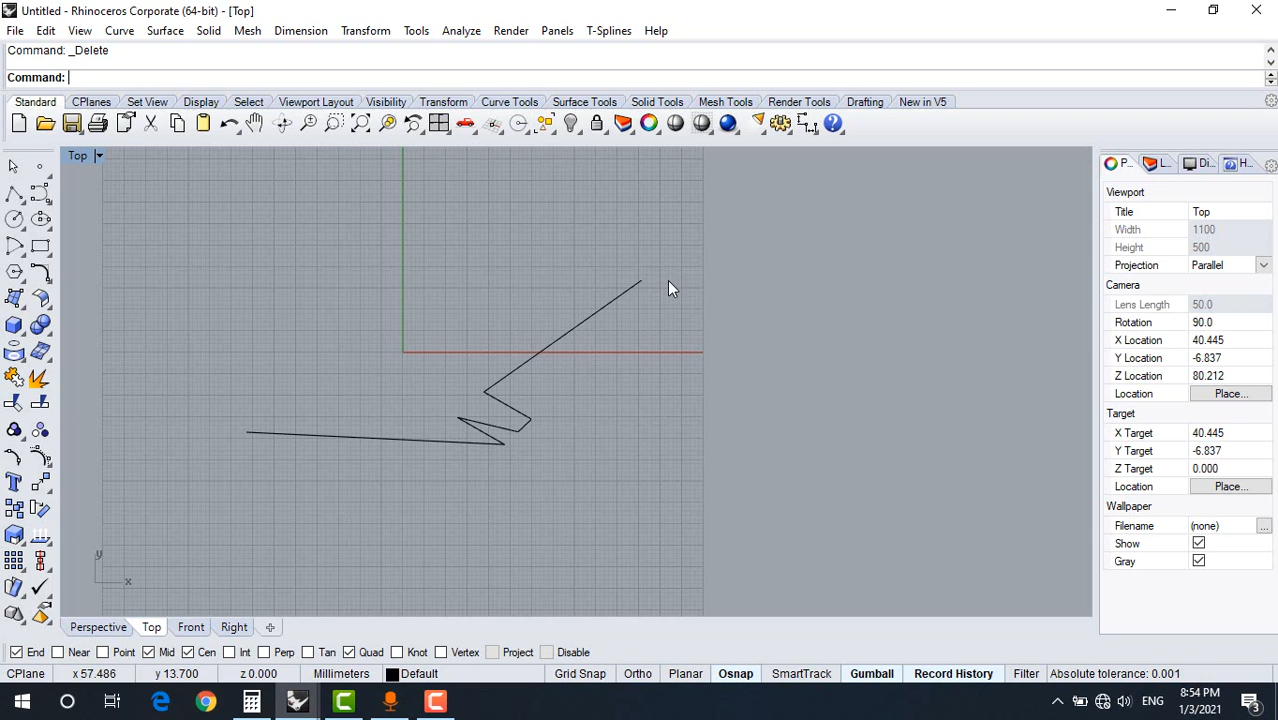 Untitled - Rhinoceros Corporate (64-bit) - [Top]
File Edit View Curve Surface Solid Mesh Dimension Transform Tools Analyze Render Panels T-Splines Help
Command: _Delete
Command:
Standard CPlanes Set View Display Select Viewport Layout Visibility Transform Curve Tools Surface Tools Solid Tools Mesh Tools Render Tools Drafting New in V5
Top
P... L... Di... H...
Viewport
Title Top
Width 1100
Height 500
Projection Parallel
Camera
Lens Length 50.0
Rotation 90.0
X Location 40.445
Y Location -6.837
Z Location 80.212
Location Place...
Target
X Target 40.445
Y Target -6.837
Z Target 0.000
Location Place...
Wallpaper
Filename (none) ...
Show
Gray
y
x
Perspective Top Front Right
End Near Point Mid Cen Int Perp Tan Quad Knot Vertex Project Disable
CPlane x 57.486 y 13.700 z 0.000 Millimeters Default Grid Snap Ortho Planar Osnap SmartTrack Gumball Record History Filter Absolute tolerance: 0.001
ENG
8:54 PM
1/3/2021
3